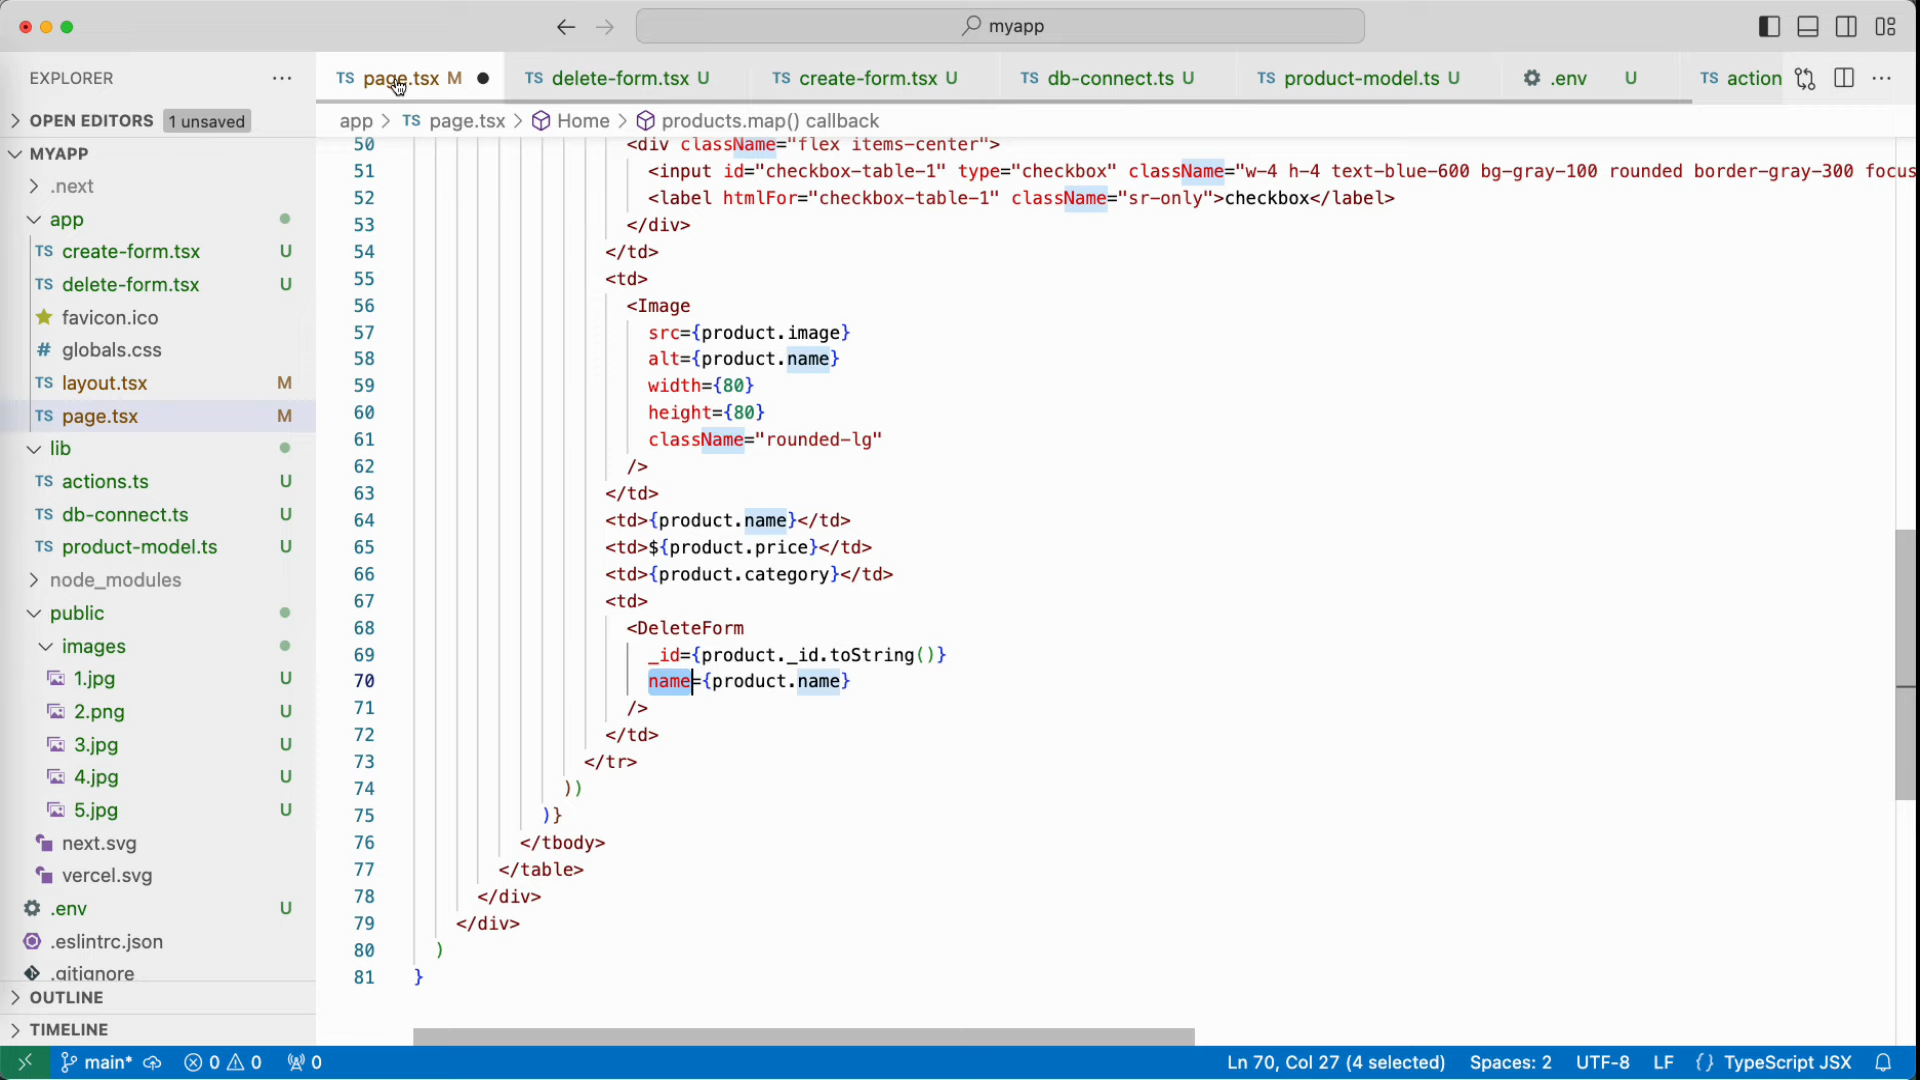 myapp
EXPLORER
TS page.tsx M
TS delete-form.tsx U
TS create-form.tsx U
TS db-connect.ts U
TS product-model.ts U
.env U
TS action
OPEN EDITORS 1 unsaved
app > TS page.tsx > Home > products.map() callback
MYAPP
.next
app
TS create-form.tsx U
TS delete-form.tsx U
favicon.ico
# globals.css
TS layout.tsx M
TS page.tsx M
lib
TS actions.ts U
TS db-connect.ts U
TS product-model.ts U
node_modules
public
images
1.jpg U
2.png U
3.jpg U
4.jpg U
5.jpg U
next.svg
vercel.svg
.env U
.eslintrc.json
.gitignore
OUTLINE
TIMELINE
50 <div className="flex items-center">
51 <input id="checkbox-table-1" type="checkbox" className="w-4 h-4 text-blue-600 bg-gray-100 rounded border-gray-300 focus
52 <label htmlFor="checkbox-table-1" className="sr-only">checkbox</label>
53 </div>
54 </td>
55 <td>
56 <Image
57 src={product.image}
58 alt={product.name}
59 width={80}
60 height={80}
61 className="rounded-lg"
62 />
63 </td>
64 <td>{product.name}</td>
65 <td>${product.price}</td>
66 <td>{product.category}</td>
67 <td>
68 <DeleteForm
69 _id={product._id.toString()}
70 name={product.name}
71 />
72 </td>
73 </tr>
74 ))
75 )}
76 </tbody>
77 </table>
78 </div>
79 </div>
80 )
81 }
main* 0 0 0
Ln 70, Col 27 (4 selected) Spaces: 2 UTF-8 LF {} TypeScript JSX